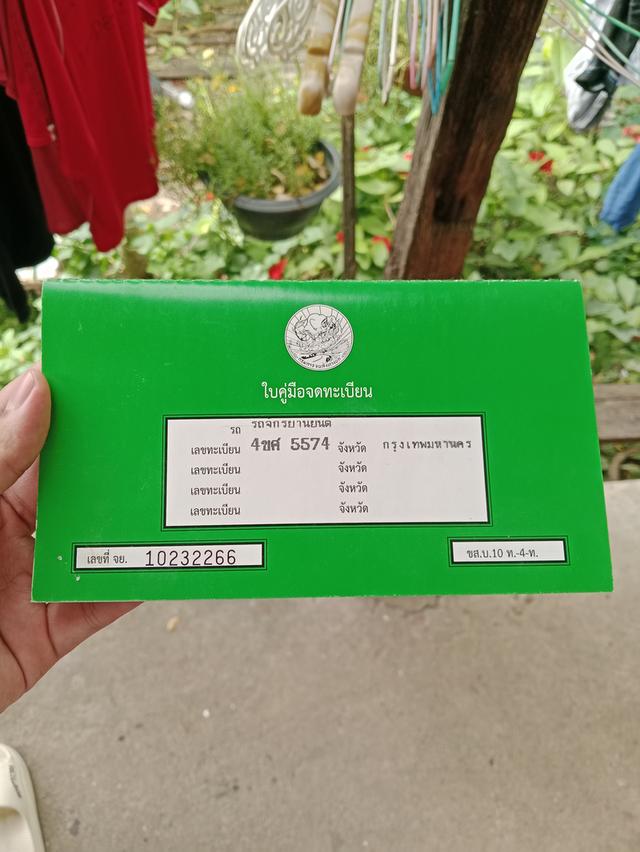 ใบคู่มือจดทะเบียน
รถ รถจักรยานยนต์
เลขทะเบียน 4ขศ 5574 จังหวัด กรุงเทพมหานคร
เลขทะเบียน จังหวัด
เลขทะเบียน จังหวัด
เลขทะเบียน จังหวัด
เลขที่ จย. 10232266
ขส.บ.10 ท.-4-ท.